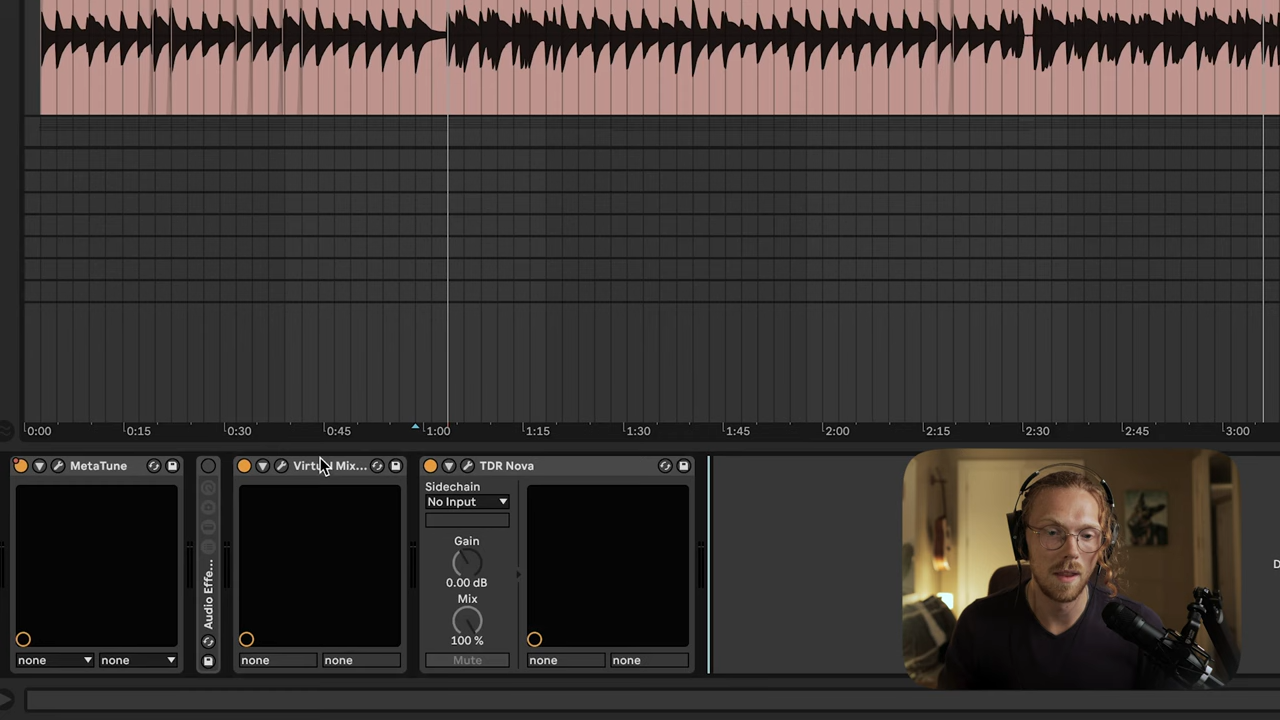 0:00 0:15 0:30 0:45 1:00 1:15 1:30 1:45 2:00 2:15 2:30 2:45 3:00
MetaTune
none none
Audio Effe...
Virtual Mix...
none none
TDR Nova
Sidechain
No Input
Gain
0.00 dB
Mix
100 %
Mute
none none
D